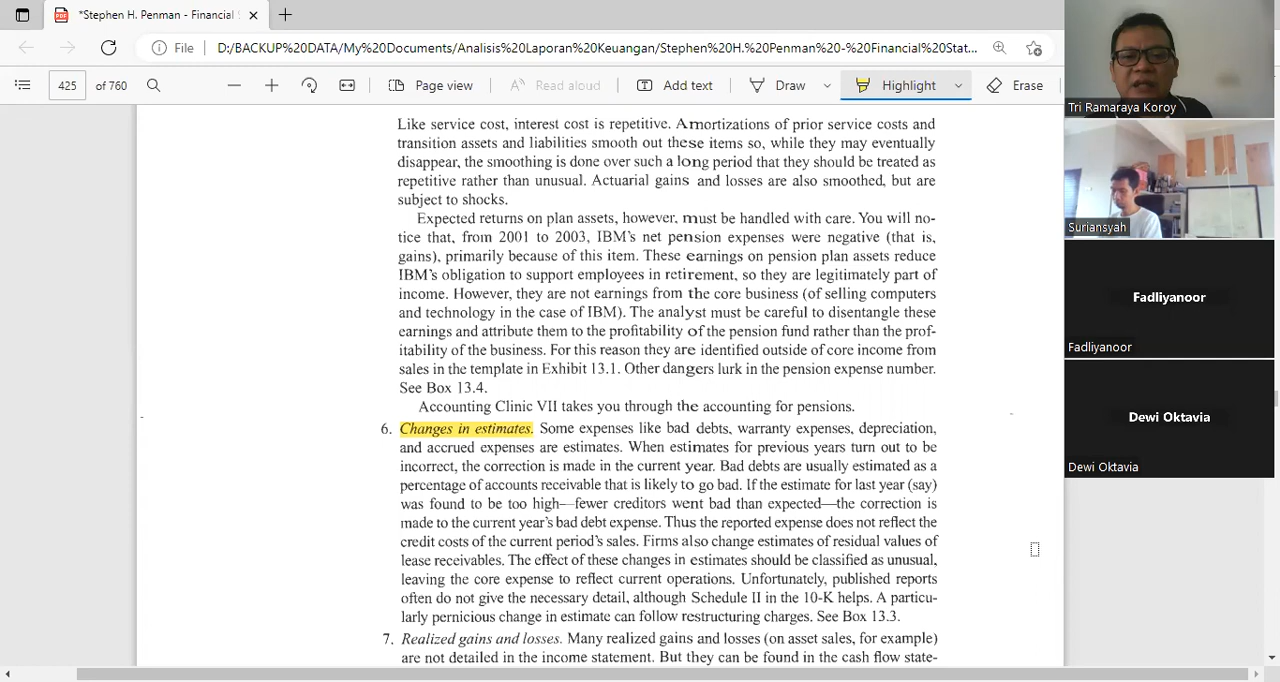 *Stephen H. Penman - Financial S
File
D:/BACKUP%20DATA/My%20Documents/Analisis%20Laporan%20Keuangan/Stephen%20H.%20Penman%20-%20Financial%20Stat...
425 of 760
Page view
Read aloud
Add text
Draw
Highlight
Erase
Like service cost, interest cost is repetitive. Amortizations of prior service costs and
transition assets and liabilities smooth out these items so, while they may eventually
disappear, the smoothing is done over such a long period that they should be treated as
repetitive rather than unusual. Actuarial gains and losses are also smoothed, but are
subject to shocks.
Expected returns on plan assets, however, must be handled with care. You will no-
tice that, from 2001 to 2003, IBM's net pension expenses were negative (that is,
gains), primarily because of this item. These earnings on pension plan assets reduce
IBM's obligation to support employees in retirement, so they are legitimately part of
income. However, they are not earnings from the core business (of selling computers
and technology in the case of IBM). The analyst must be careful to disentangle these
earnings and attribute them to the profitability of the pension fund rather than the prof-
itability of the business. For this reason they are identified outside of core income from
sales in the template in Exhibit 13.1. Other dangers lurk in the pension expense number.
See Box 13.4.
Accounting Clinic VII takes you through the accounting for pensions.
6. Changes in estimates. Some expenses like bad debts, warranty expenses, depreciation,
and accrued expenses are estimates. When estimates for previous years turn out to be
incorrect, the correction is made in the current year. Bad debts are usually estimated as a
percentage of accounts receivable that is likely to go bad. If the estimate for last year (say)
was found to be too high—fewer creditors went bad than expected—the correction is
made to the current year's bad debt expense. Thus the reported expense does not reflect the
credit costs of the current period's sales. Firms also change estimates of residual values of
lease receivables. The effect of these changes in estimates should be classified as unusual,
leaving the core expense to reflect current operations. Unfortunately, published reports
often do not give the necessary detail, although Schedule II in the 10-K helps. A particu-
larly pernicious change in estimate can follow restructuring charges. See Box 13.3.
7. Realized gains and losses. Many realized gains and losses (on asset sales, for example)
are not detailed in the income statement. But they can be found in the cash flow state-
Tri Ramaraya Koroy
Suriansyah
Fadliyanoor
Fadliyanoor
Dewi Oktavia
Dewi Oktavia